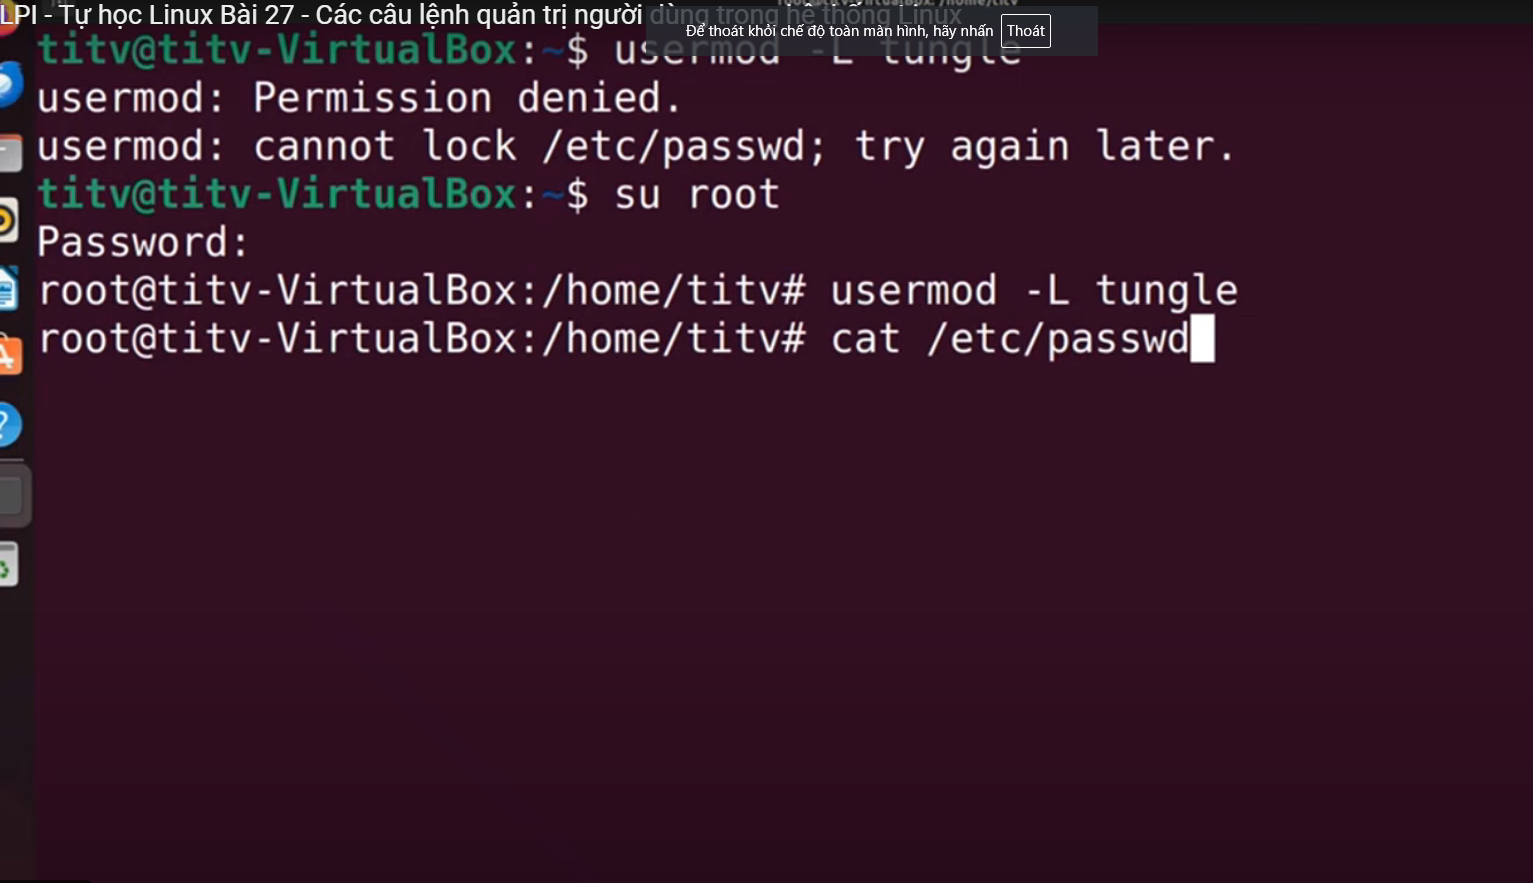 LPI - Tự học Linux Bài 27 - Các câu lệnh quản trị người dùng trong hệ thống Linux
Để thoát khỏi chế độ toàn màn hình, hãy nhấn Thoát
titv@titv-VirtualBox:~$ usermod -L tungle
usermod: Permission denied.
usermod: cannot lock /etc/passwd; try again later.
titv@titv-VirtualBox:~$ su root
Password:
root@titv-VirtualBox:/home/titv# usermod -L tungle
root@titv-VirtualBox:/home/titv# cat /etc/passwd